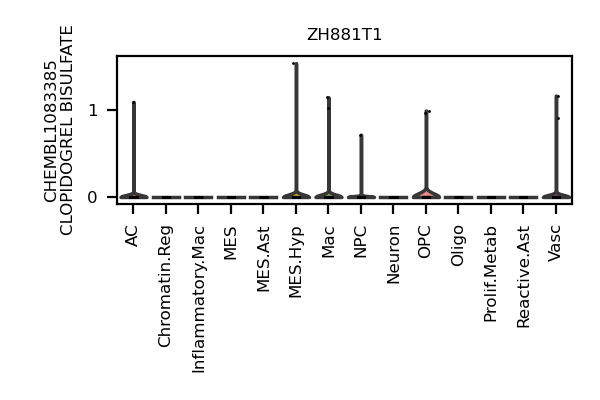 ZH881T1
CHEMBL1083385
CLOPIDOGREL BISULFATE
1
0
AC
Chromatin.Reg
Inflammatory.Mac
MES
MES.Ast
MES.Hyp
Mac
NPC
Neuron
OPC
Oligo
Prolif.Metab
Reactive.Ast
Vasc